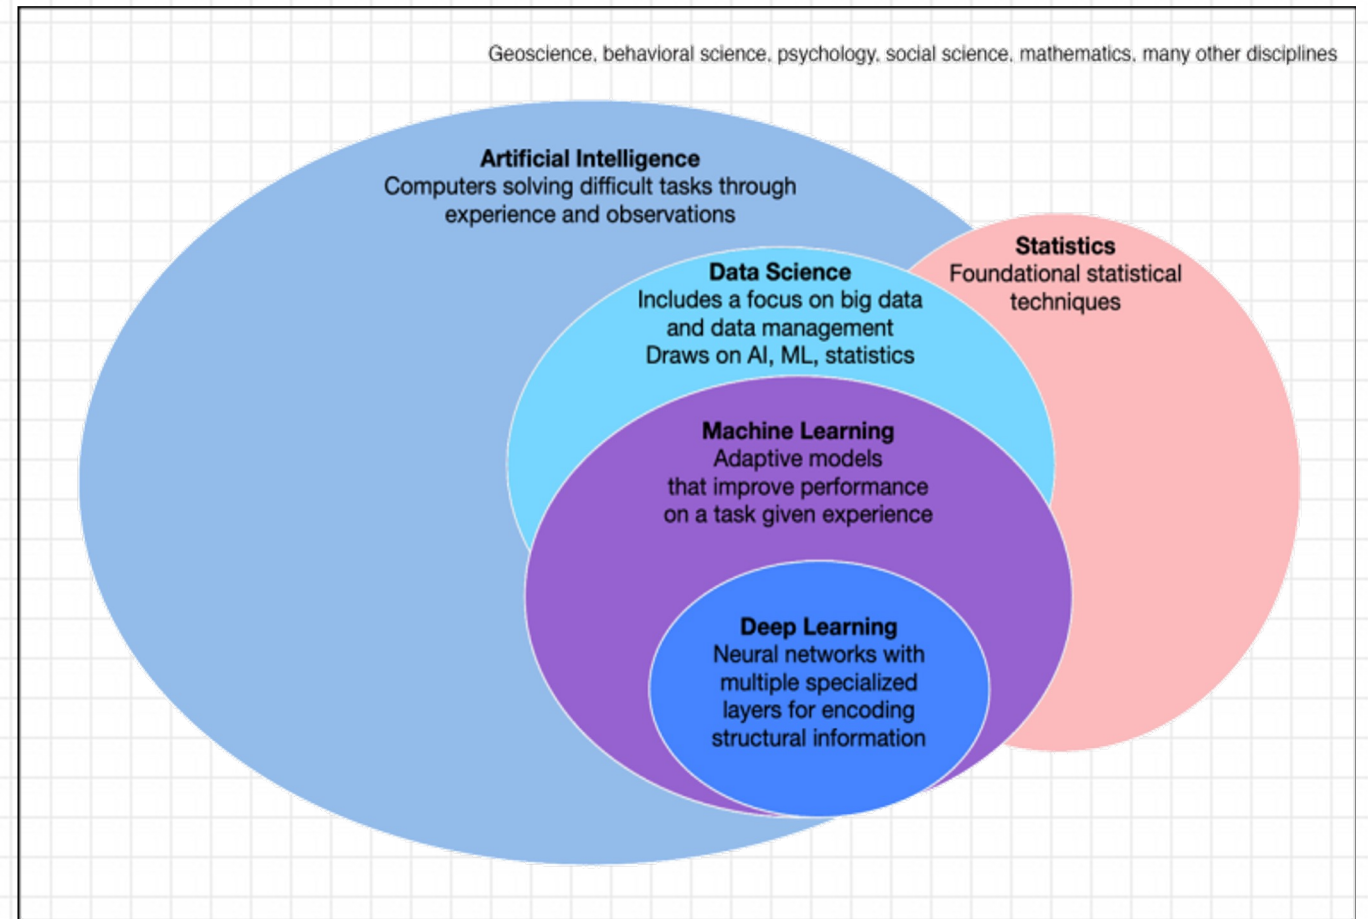 Geoscience, behavioral science, psychology, social science, mathematics, many other disciplines
Artificial Intelligence
Computers solving difficult tasks through
experience and observations
Statistics
Foundational statistical
techniques
Data Science
Includes a focus on big data
and data management
Draws on AI, ML, statistics
Machine Learning
Adaptive models
that improve performance
on a task given experience
Deep Learning
Neural networks with
multiple specialized
layers for encoding
structural information